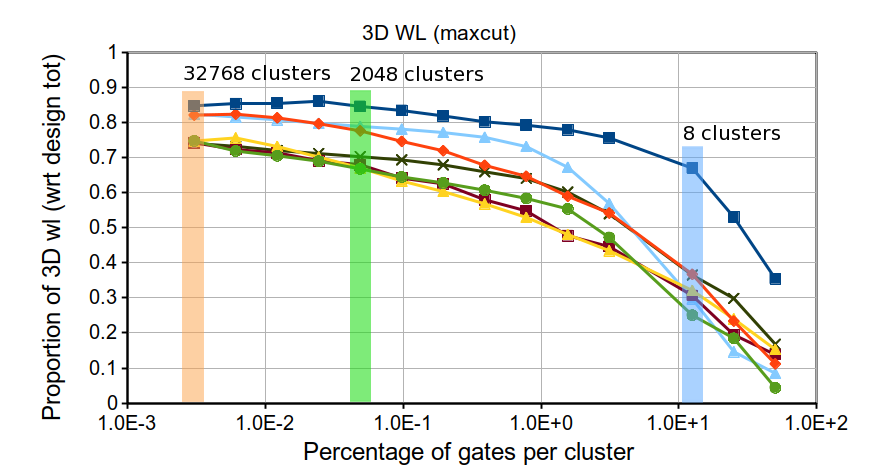 3D WL (maxcut)
1
0.9
0.8
0.7
0.6
0.5
0.4
0.3
0.2
0.1
0
Proportion of 3D wl (wrt design tot)
32768 clusters
2048 clusters
8 clusters
1.0E-3
1.0E-2
1.0E-1
1.0E+0
1.0E+1
1.0E+2
Percentage of gates per cluster